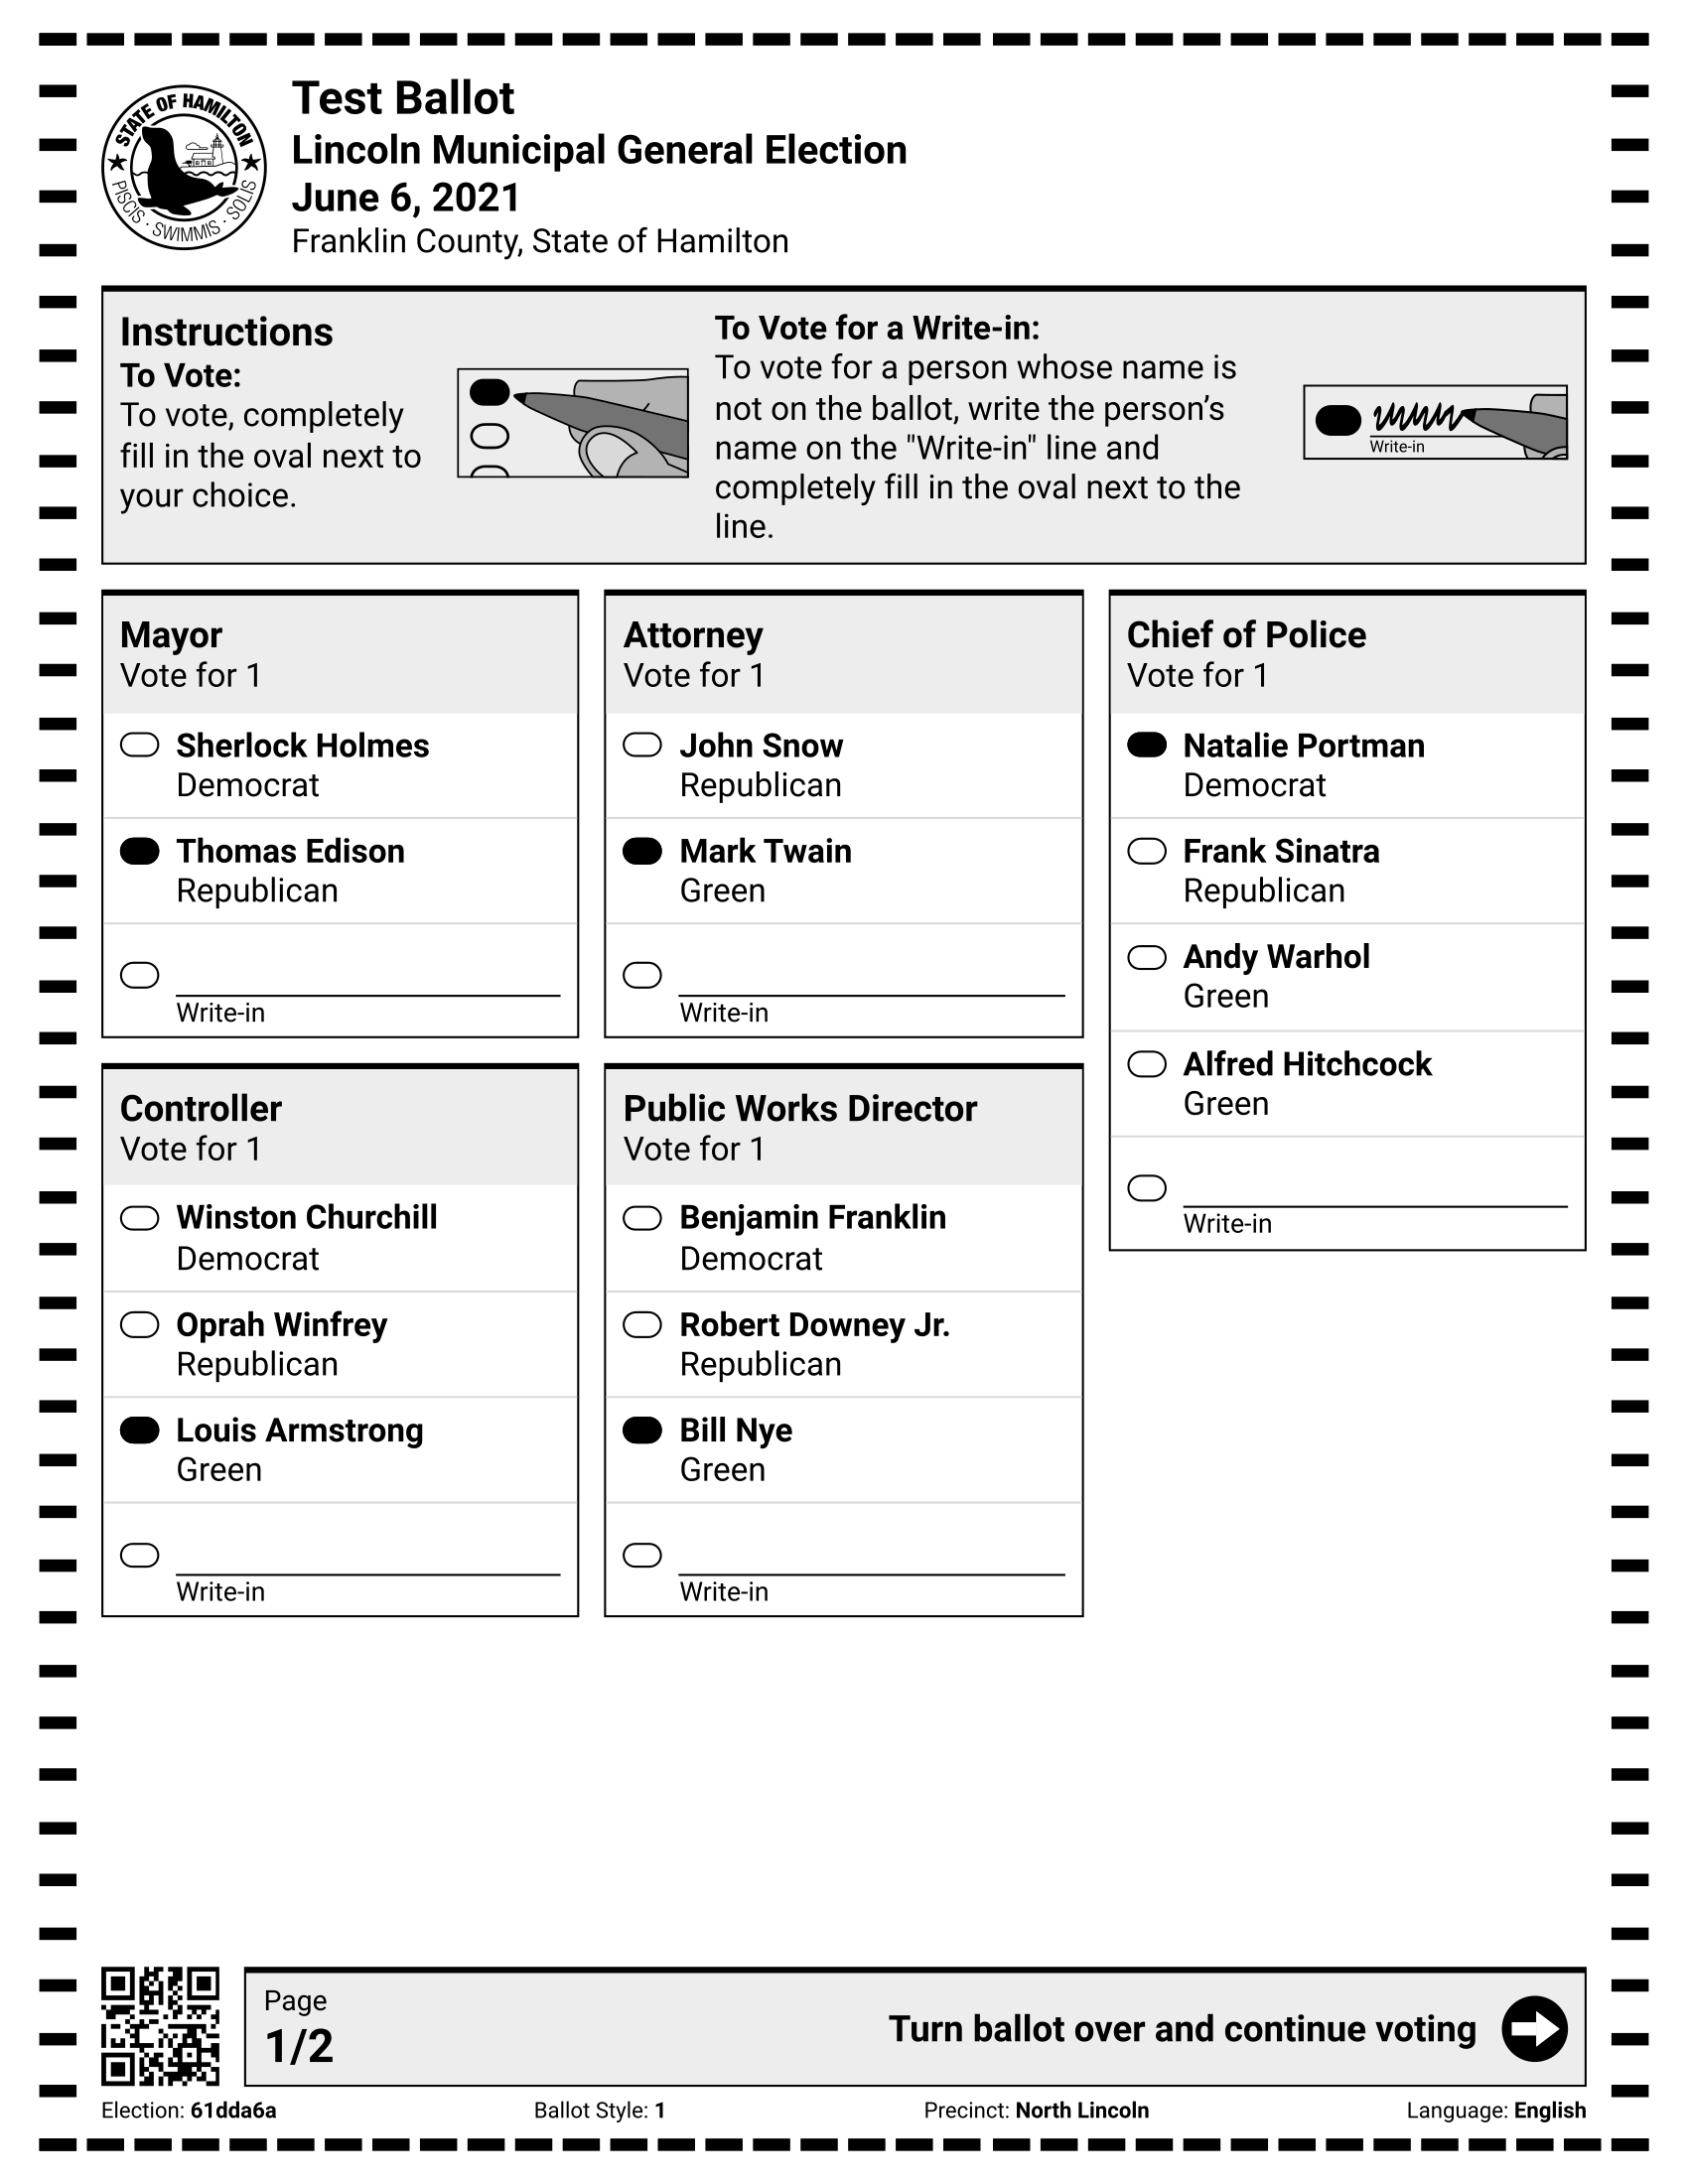 STATE OF HAMILTON
PISCIS · SWIMMIS · SOLIS
Test Ballot
Lincoln Municipal General Election
June 6, 2021
Franklin County, State of Hamilton
Instructions
To Vote:
To vote, completely
fill in the oval next to
your choice.
To Vote for a Write-in:
To vote for a person whose name is
not on the ballot, write the person’s
name on the "Write-in" line and
completely fill in the oval next to the
line.
Write-in
Mayor
Vote for 1
Sherlock Holmes
Democrat
Thomas Edison
Republican
Write-in
Controller
Vote for 1
Winston Churchill
Democrat
Oprah Winfrey
Republican
Louis Armstrong
Green
Write-in
Attorney
Vote for 1
John Snow
Republican
Mark Twain
Green
Write-in
Public Works Director
Vote for 1
Benjamin Franklin
Democrat
Robert Downey Jr.
Republican
Bill Nye
Green
Write-in
Chief of Police
Vote for 1
Natalie Portman
Democrat
Frank Sinatra
Republican
Andy Warhol
Green
Alfred Hitchcock
Green
Write-in
Page
1/2
Turn ballot over and continue voting
Election: 61dda6a
Ballot Style: 1
Precinct: North Lincoln
Language: English